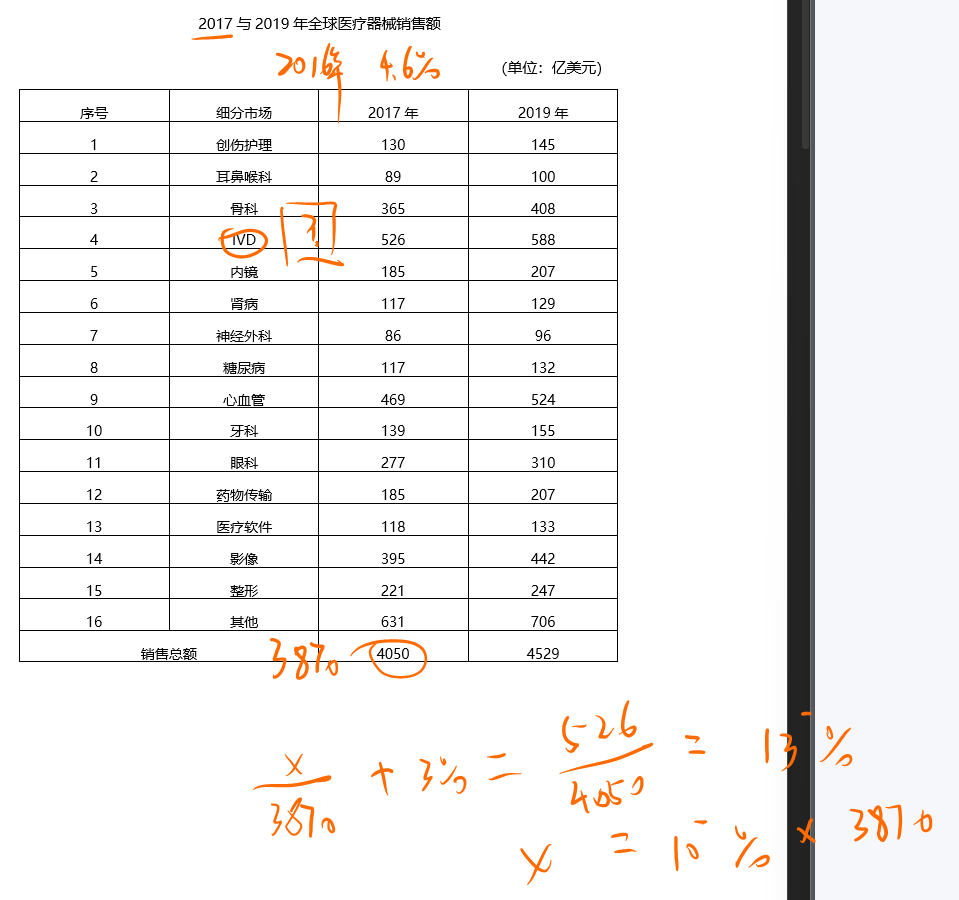 2017 与 2019 年全球医疗器械销售额
2016年 4.6%
(单位：亿美元)
序号 细分市场 2017 年 2019 年
1 创伤护理 130 145
2 耳鼻喉科 89 100
3 骨科 365 408
4 IVD 526 588
5 内镜 185 207
6 肾病 117 129
7 神经外科 86 96
8 糖尿病 117 132
9 心血管 469 524
10 牙科 139 155
11 眼科 277 310
12 药物传输 185 207
13 医疗软件 118 133
14 影像 395 442
15 整形 221 247
16 其他 631 706
销售总额 3870 4050 4529
x/3870 + 3% = 526/4050 = 13⁻%
x = 10⁻% × 3870